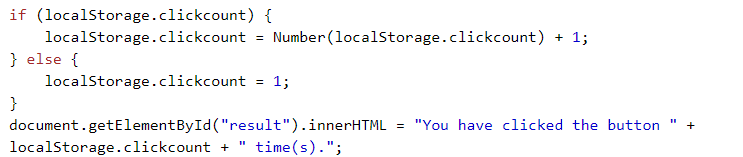 if (localStorage.clickcount) {
    localStorage.clickcount = Number(localStorage.clickcount) + 1;
} else {
    localStorage.clickcount = 1;
}
document.getElementById("result").innerHTML = "You have clicked the button " +
localStorage.clickcount + " time(s).";